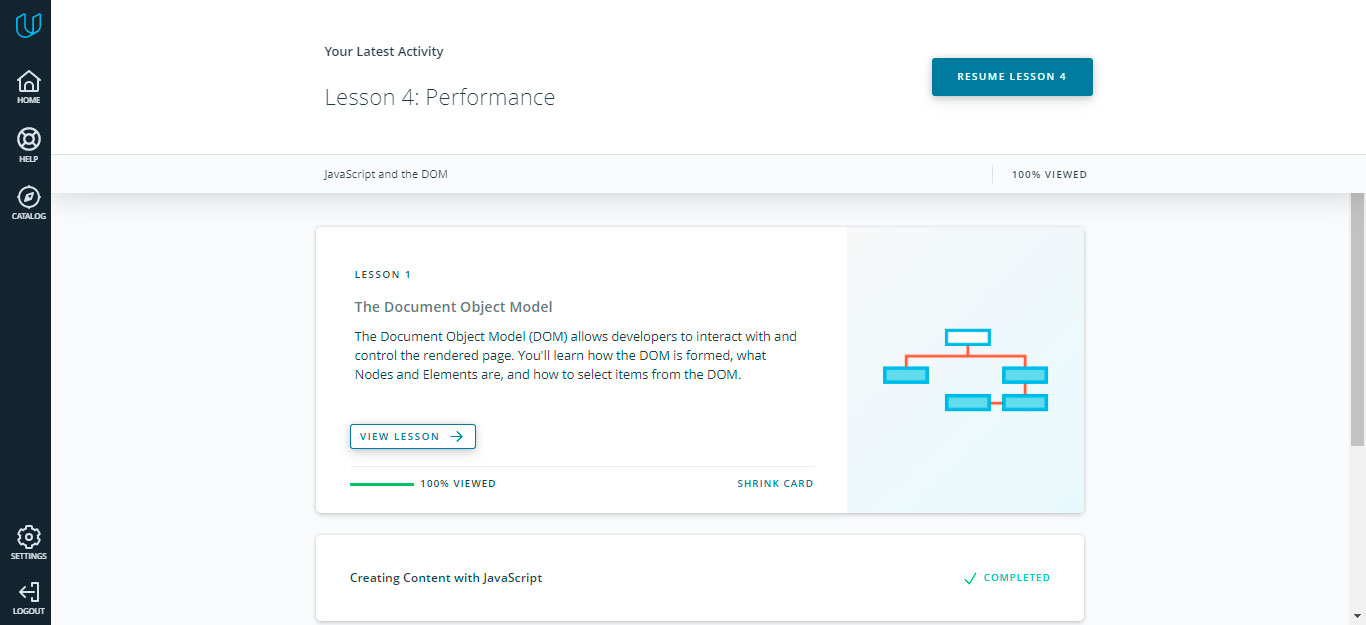 HOME
HELP
CATALOG
SETTINGS
LOGOUT
Your Latest Activity
Lesson 4: Performance
RESUME LESSON 4
JavaScript and the DOM
100% VIEWED
LESSON 1
The Document Object Model
The Document Object Model (DOM) allows developers to interact with and
control the rendered page. You'll learn how the DOM is formed, what
Nodes and Elements are, and how to select items from the DOM.
VIEW LESSON
100% VIEWED
SHRINK CARD
Creating Content with JavaScript
COMPLETED